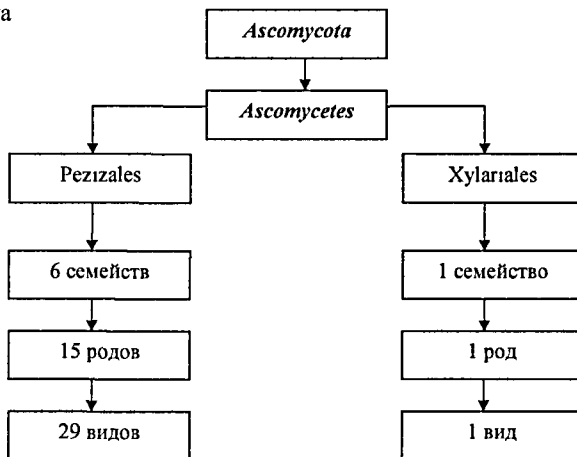 а
Ascomycota
Ascomycetes
Pezizales
Xylariales
6 семейств
1 семейство
15 родов
1 род
29 видов
1 вид